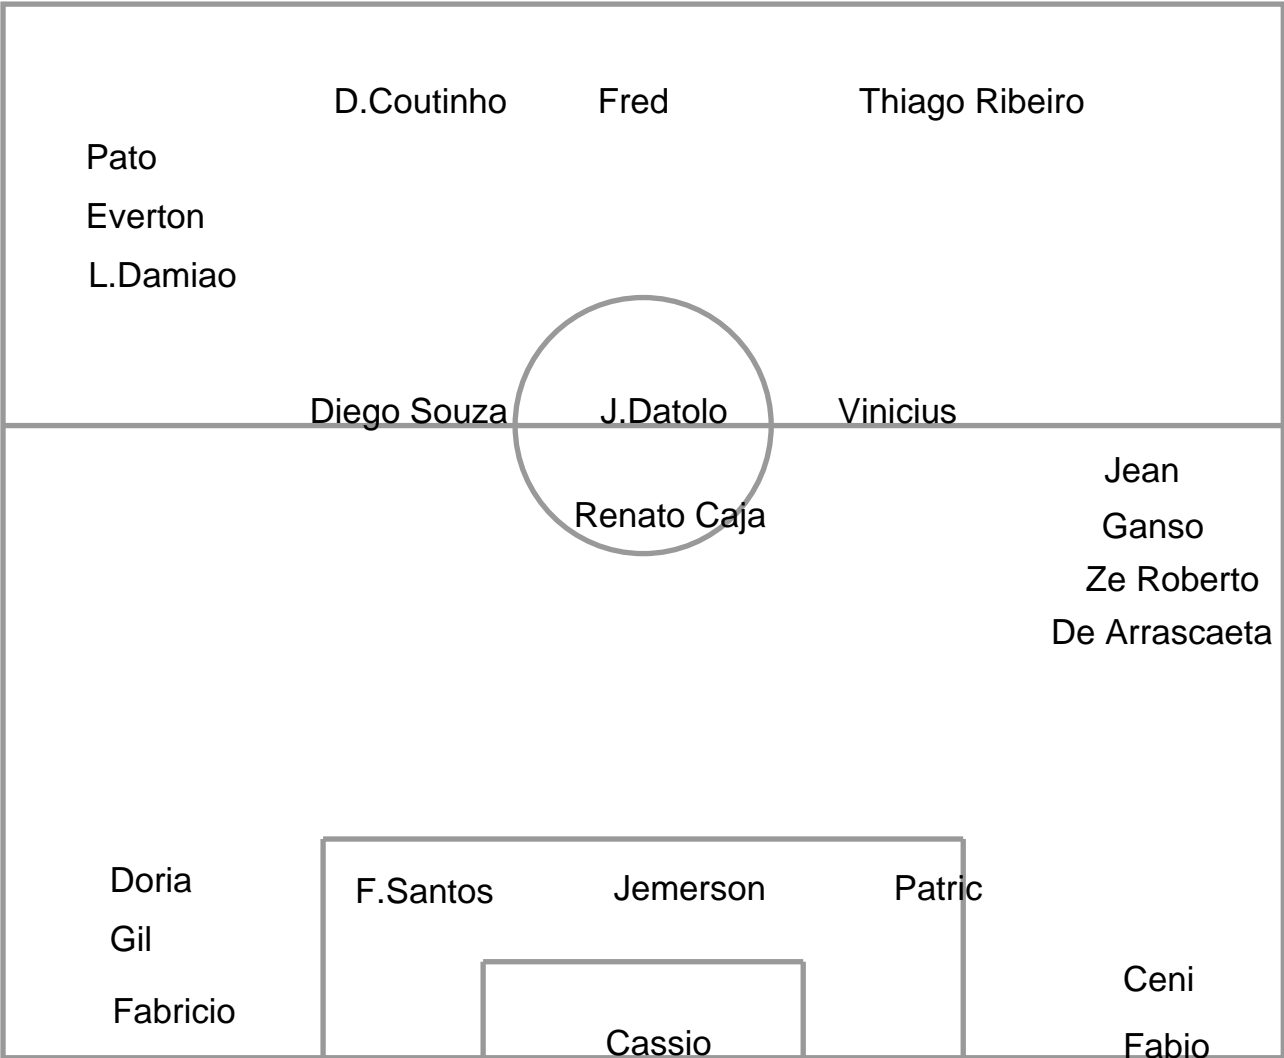 D.Coutinho Fred Thiago Ribeiro
Pato
Everton
L.Damiao
Diego Souza J.Datolo Vinicius
Jean
Renato Caja
Ganso
Ze Roberto
De Arrascaeta
Doria
F.Santos Jemerson Patric
Gil
Ceni
Fabricio
Cassio
Fabio